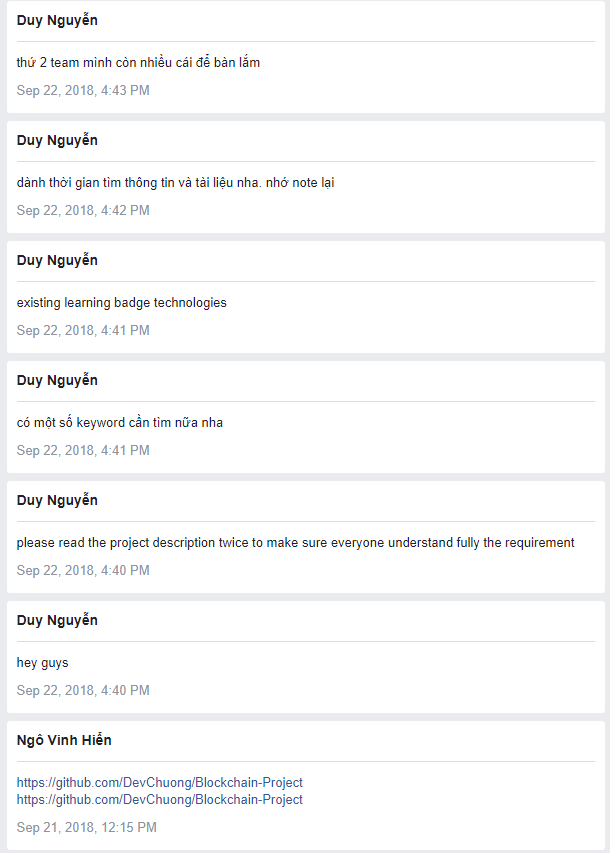 Duy Nguyễn
thứ 2 team mình còn nhiều cái để bàn lắm
Sep 22, 2018, 4:43 PM
Duy Nguyễn
dành thời gian tìm thông tin và tài liệu nha. nhớ note lại
Sep 22, 2018, 4:42 PM
Duy Nguyễn
existing learning badge technologies
Sep 22, 2018, 4:41 PM
Duy Nguyễn
có một số keyword cần tìm nữa nha
Sep 22, 2018, 4:41 PM
Duy Nguyễn
please read the project description twice to make sure everyone understand fully the requirement
Sep 22, 2018, 4:40 PM
Duy Nguyễn
hey guys
Sep 22, 2018, 4:40 PM
Ngô Vinh Hiển
https://github.com/DevChuong/Blockchain-Project
https://github.com/DevChuong/Blockchain-Project
Sep 21, 2018, 12:15 PM